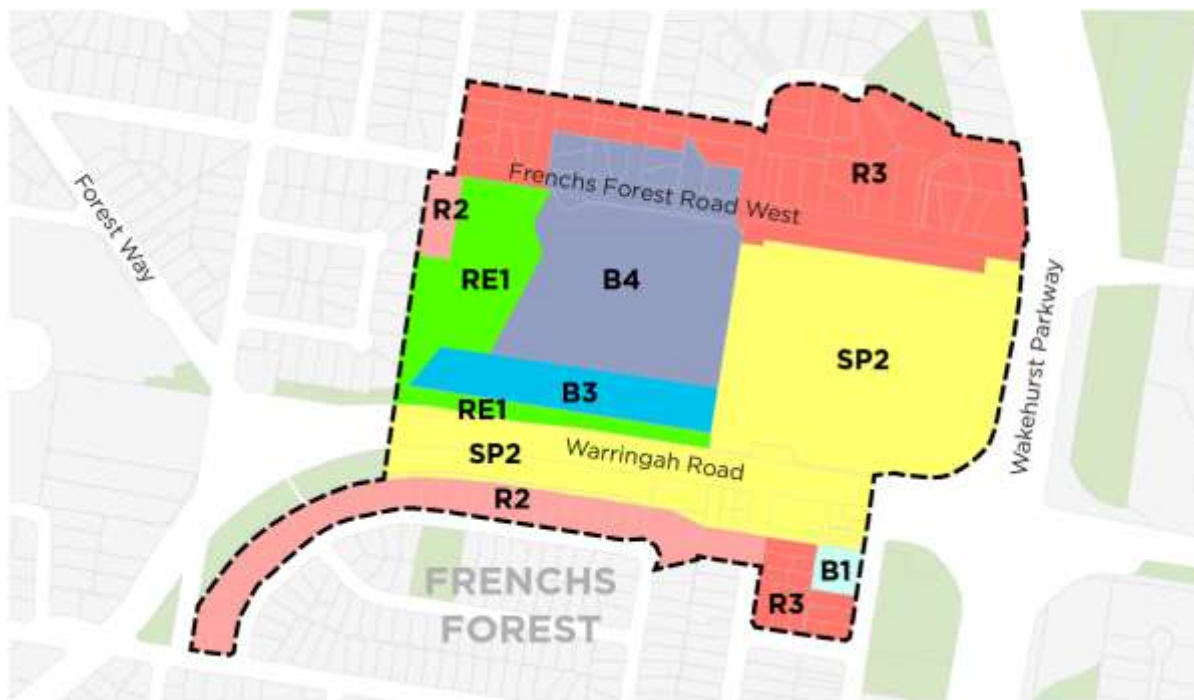 R3
Frenchs Forest Road West
Forest Way
R2
RE1
B4
SP2
Wakehurst Parkway
B3
RE1
SP2
Warringah Road
R2
B1
R3
FRENCHS
FOREST